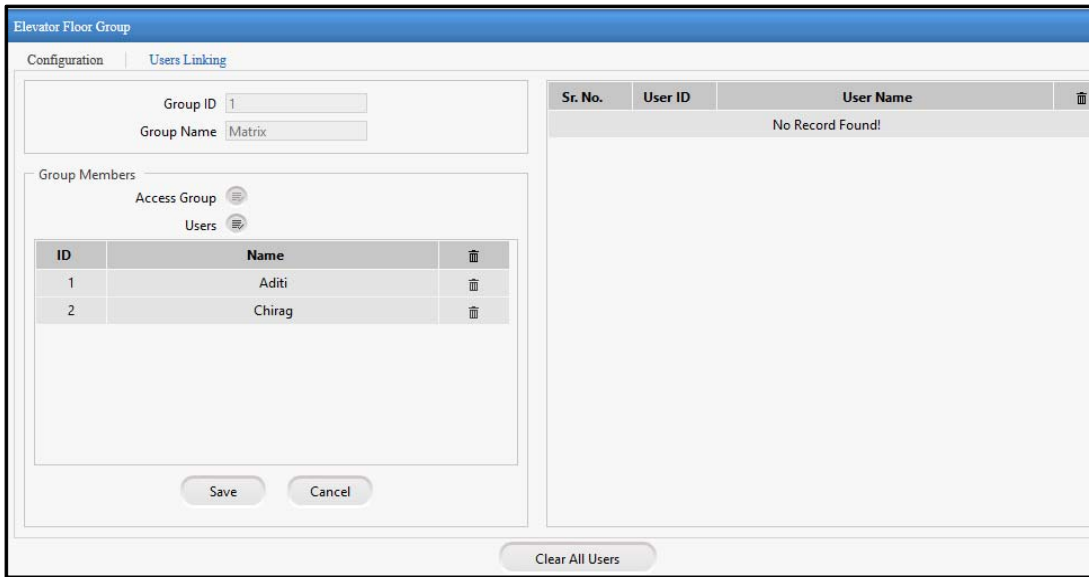 Elevator Floor Group
Configuration Users Linking
Group ID 1
Group Name Matrix
Group Members
Access Group
Users
ID Name
1 Aditi
2 Chirag
Save Cancel
Sr. No. User ID User Name
No Record Found!
Clear All Users